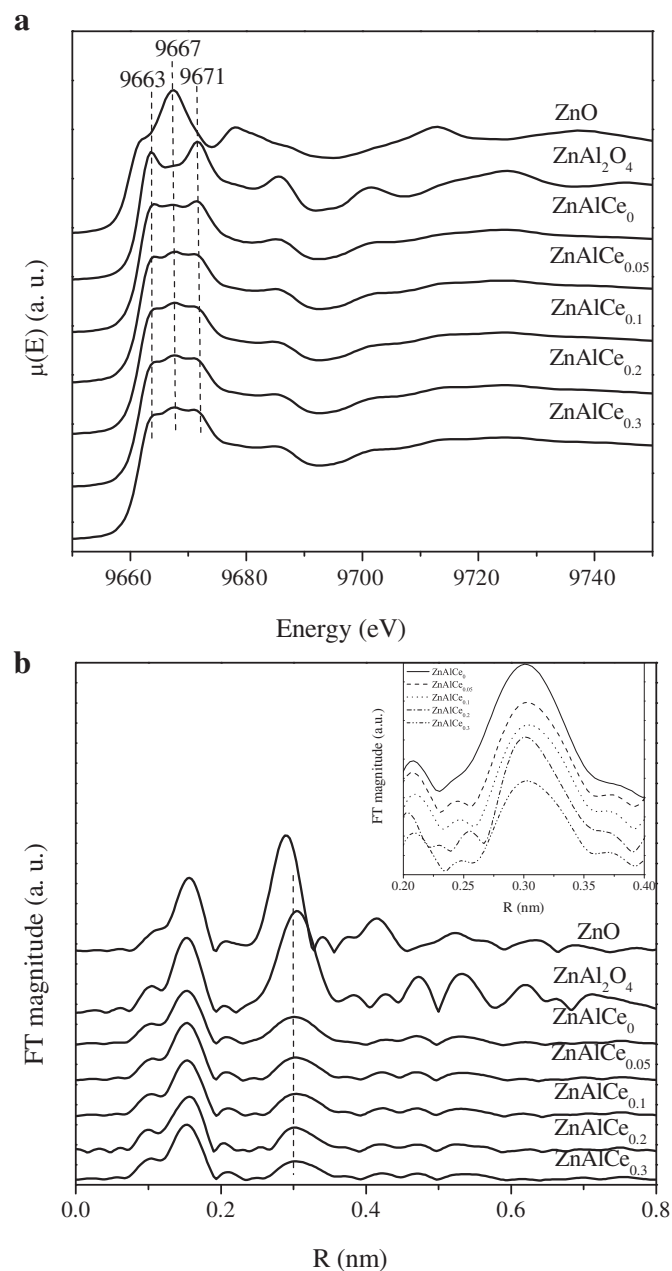 a
9667
9663 9671
ZnO
ZnAl₂O₄
ZnAlCe₀
ZnAlCe₀.₀₅
ZnAlCe₀.₁
ZnAlCe₀.₂
ZnAlCe₀.₃
μ(E) (a. u.)
9660 9680 9700 9720 9740
Energy (eV)
b
ZnAlCe₀
ZnAlCe₀.₀₅
ZnAlCe₀.₁
ZnAlCe₀.₂
ZnAlCe₀.₃
FT magnitude (a.u.)
0.20 0.25 0.30 0.35 0.40
R (nm)
ZnO
ZnAl₂O₄
ZnAlCe₀
ZnAlCe₀.₀₅
ZnAlCe₀.₁
ZnAlCe₀.₂
ZnAlCe₀.₃
FT magnitude (a. u.)
0.0 0.2 0.4 0.6 0.8
R (nm)